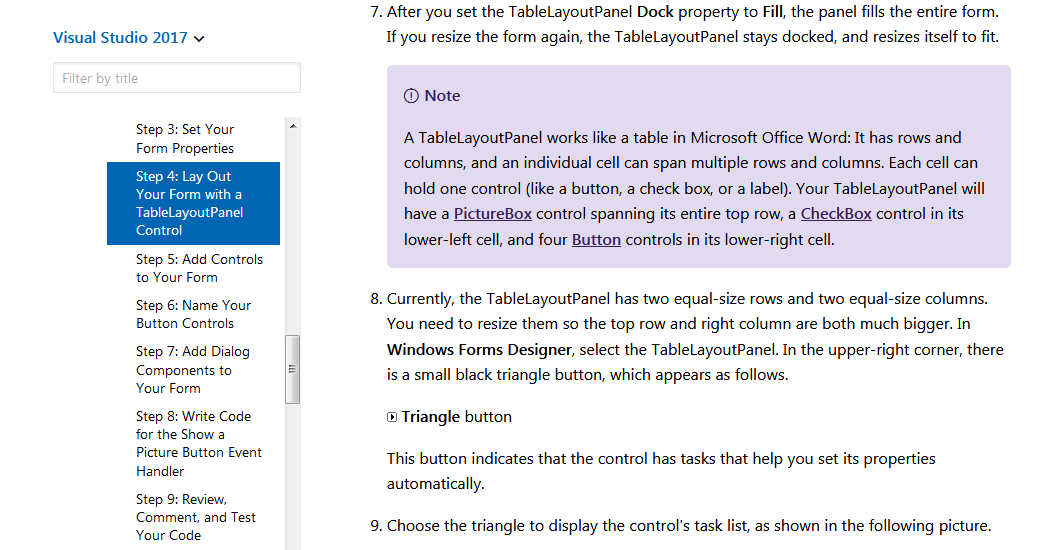 Visual Studio 2017
Filter by title
Step 3: Set Your
Form Properties
Step 4: Lay Out
Your Form with a
TableLayoutPanel
Control
Step 5: Add Controls
to Your Form
Step 6: Name Your
Button Controls
Step 7: Add Dialog
Components to
Your Form
Step 8: Write Code
for the Show a
Picture Button Event
Handler
Step 9: Review,
Comment, and Test
Your Code
7. After you set the TableLayoutPanel Dock property to Fill, the panel fills the entire form.
If you resize the form again, the TableLayoutPanel stays docked, and resizes itself to fit.
Note
A TableLayoutPanel works like a table in Microsoft Office Word: It has rows and
columns, and an individual cell can span multiple rows and columns. Each cell can
hold one control (like a button, a check box, or a label). Your TableLayoutPanel will
have a PictureBox control spanning its entire top row, a CheckBox control in its
lower-left cell, and four Button controls in its lower-right cell.
8. Currently, the TableLayoutPanel has two equal-size rows and two equal-size columns.
You need to resize them so the top row and right column are both much bigger. In
Windows Forms Designer, select the TableLayoutPanel. In the upper-right corner, there
is a small black triangle button, which appears as follows.
Triangle button
This button indicates that the control has tasks that help you set its properties
automatically.
9. Choose the triangle to display the control's task list, as shown in the following picture.